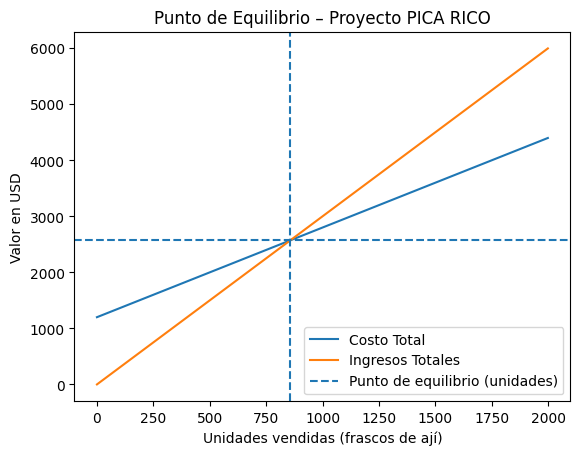 Punto de Equilibrio – Proyecto PICA RICO
Valor en USD
6000
5000
4000
3000
2000
1000
0
Costo Total
Ingresos Totales
Punto de equilibrio (unidades)
0 250 500 750 1000 1250 1500 1750 2000
Unidades vendidas (frascos de ají)